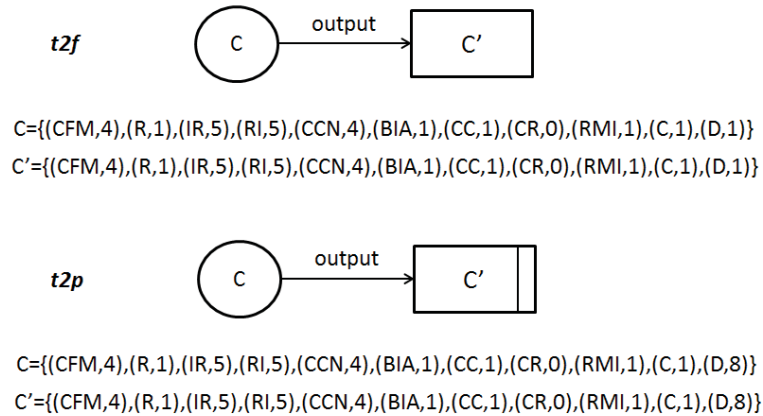 output
t2f C C’
C={(CFM,4),(R,1),(IR,5),(RI,5),(CCN,4),(BIA,1),(CC,1),(CR,0),(RMI,1),(C,1),(D,1)}
C’={(CFM,4),(R,1),(IR,5),(RI,5),(CCN,4),(BIA,1),(CC,1),(CR,0),(RMI,1),(C,1),(D,1)}
output
t2p C C’
C={(CFM,4),(R,1),(IR,5),(RI,5),(CCN,4),(BIA,1),(CC,1),(CR,0),(RMI,1),(C,1),(D,8)}
C’={(CFM,4),(R,1),(IR,5),(RI,5),(CCN,4),(BIA,1),(CC,1),(CR,0),(RMI,1),(C,1),(D,8)}